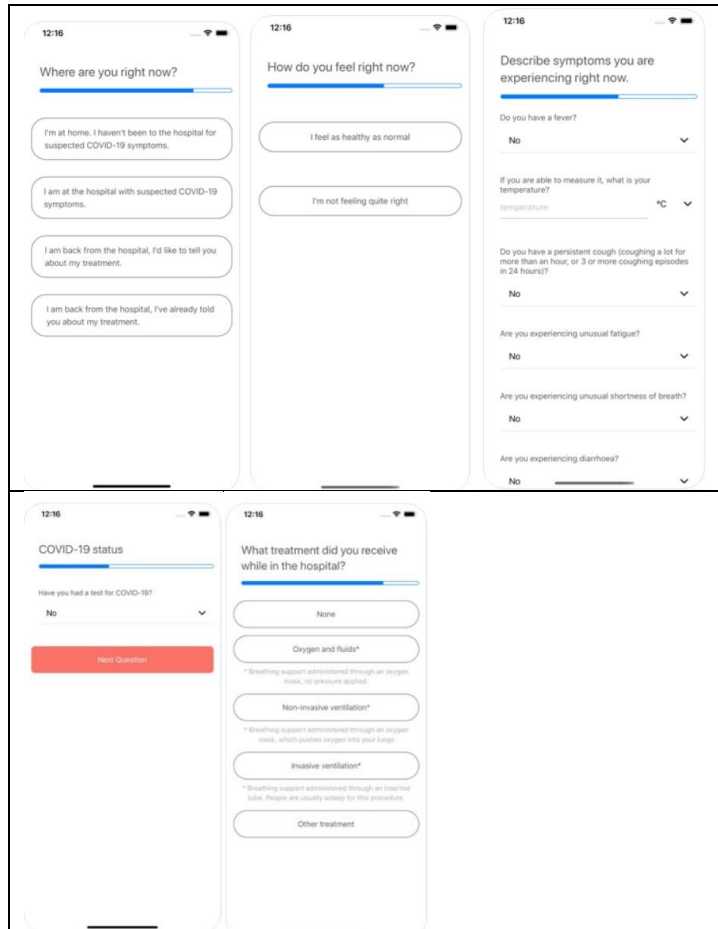 12:16
Where are you right now?
I'm at home. I haven't been to the hospital for
suspected COVID-19 symptoms.
I am at the hospital with suspected COVID-19
symptoms.
I am back from the hospital, I'd like to tell you
about my treatment.
I am back from the hospital, I've already told
you about my treatment.
12:16
How do you feel right now?
I feel as healthy as normal
I'm not feeling quite right
12:16
Describe symptoms you are
experiencing right now.
Do you have a fever?
No
If you are able to measure it, what is your
temperature?
temperature
°C
Do you have a persistent cough (coughing a lot for
more than an hour, or 3 or more coughing episodes
in 24 hours)?
No
Are you experiencing unusual fatigue?
No
Are you experiencing unusual shortness of breath?
No
Are you experiencing diarrhoea?
No
12:16
COVID-19 status
Have you had a test for COVID-19?
No
Next Question
12:16
What treatment did you receive
while in the hospital?
None
Oxygen and fluids*
* Breathing support administered through an oxygen
mask, no pressure applied.
Non-invasive ventilation*
* Breathing support administered through an oxygen
mask, which pushes oxygen into your lungs.
Invasive ventilation*
* Breathing support administered through an inserted
tube. People are usually asleep for this procedure.
Other treatment